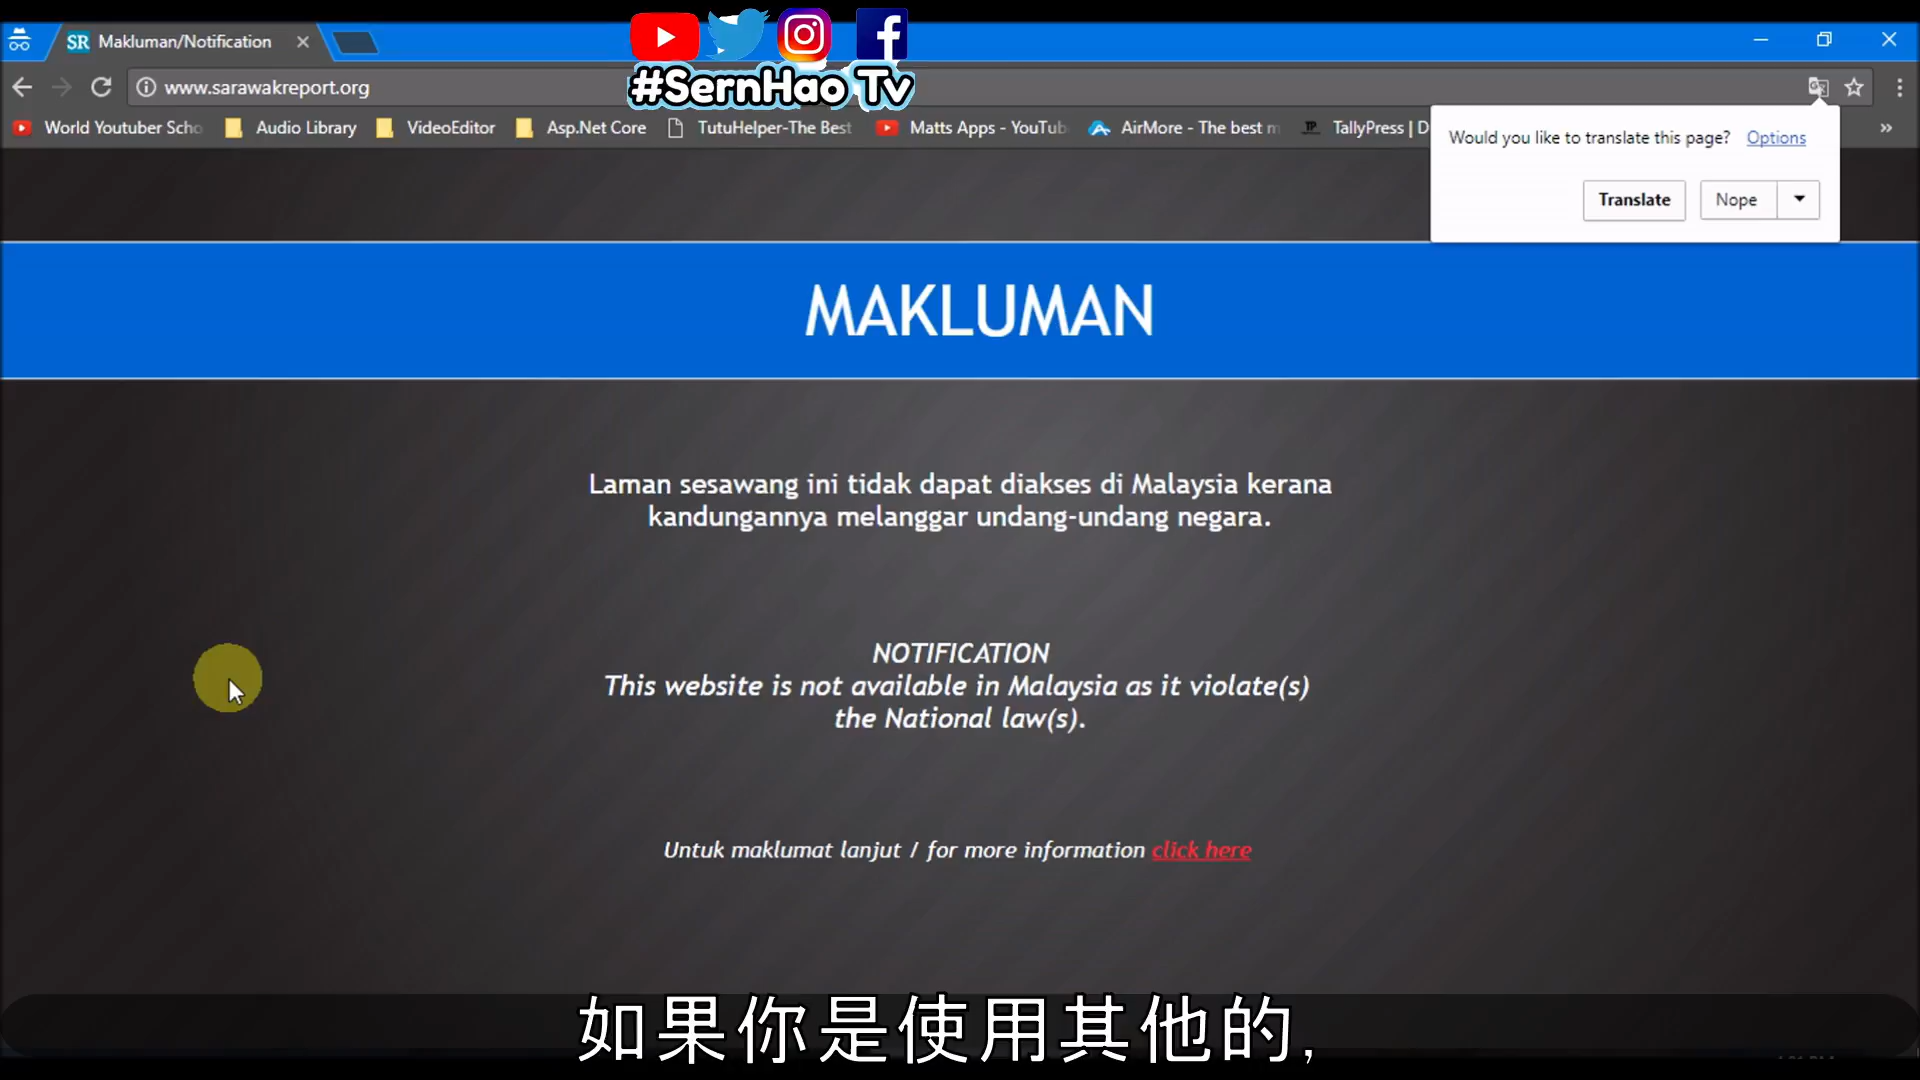 SR Makluman/Notification
#SernHao Tv
www.sarawakreport.org
World Youtuber Scho
Audio Library
VideoEditor
Asp.Net Core
TutuHelper-The Best
Matts Apps - YouTub
AirMore - The best m
TP TallyPress | D
Would you like to translate this page? Options
Translate
Nope
MAKLUMAN
Laman sesawang ini tidak dapat diakses di Malaysia kerana
kandungannya melanggar undang-undang negara.
NOTIFICATION
This website is not available in Malaysia as it violate(s)
the National law(s).
Untuk maklumat lanjut / for more information click here
如果你是使用其他的,